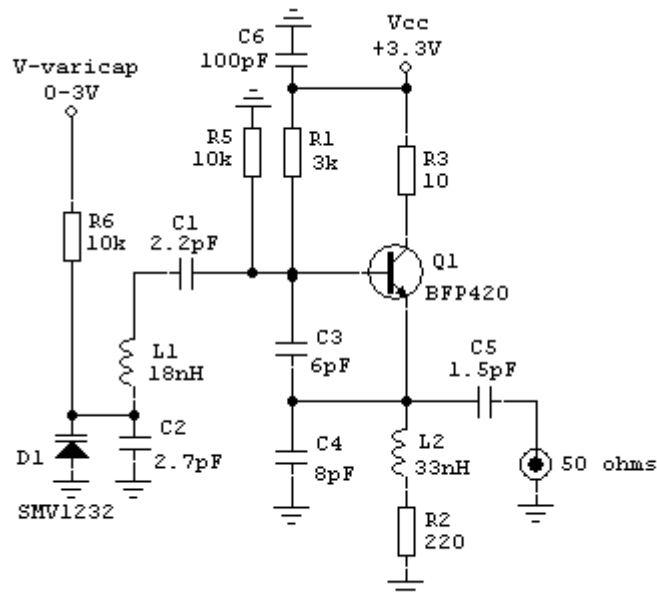 Vcc
+3.3V
C6
100pF
V-varicap
0-3V
R5
10k
R1
3k
R3
10
R6
10k
C1
2.2pF
Q1
BFP420
L1
18nH
C3
6pF
C5
1.5pF
D1
SMV1232
C2
2.7pF
C4
8pF
L2
33nH
50 ohms
R2
220